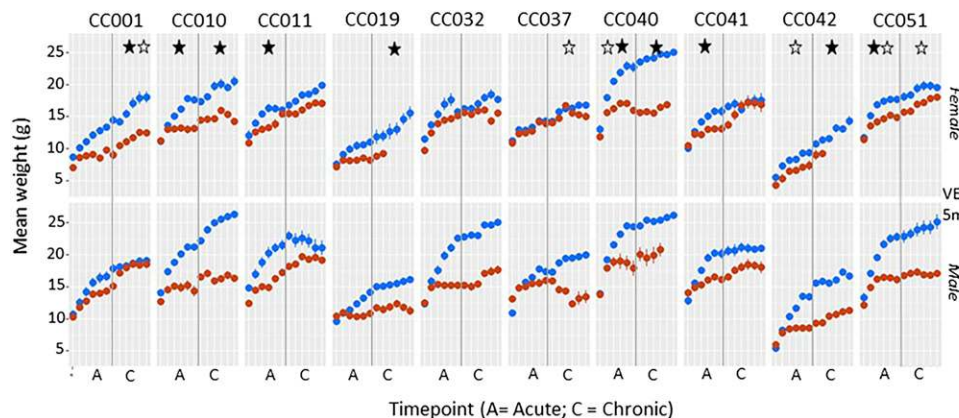 CC001 CC010 CC011 CC019 CC032 CC037 CC040 CC041 CC042 CC051
25
20
15
10
5
Female
VE
5m
25
20
15
10
5
Male
Mean weight (g)
A C A C A C A C A C A C A C A C A C A C
Timepoint (A= Acute; C = Chronic)